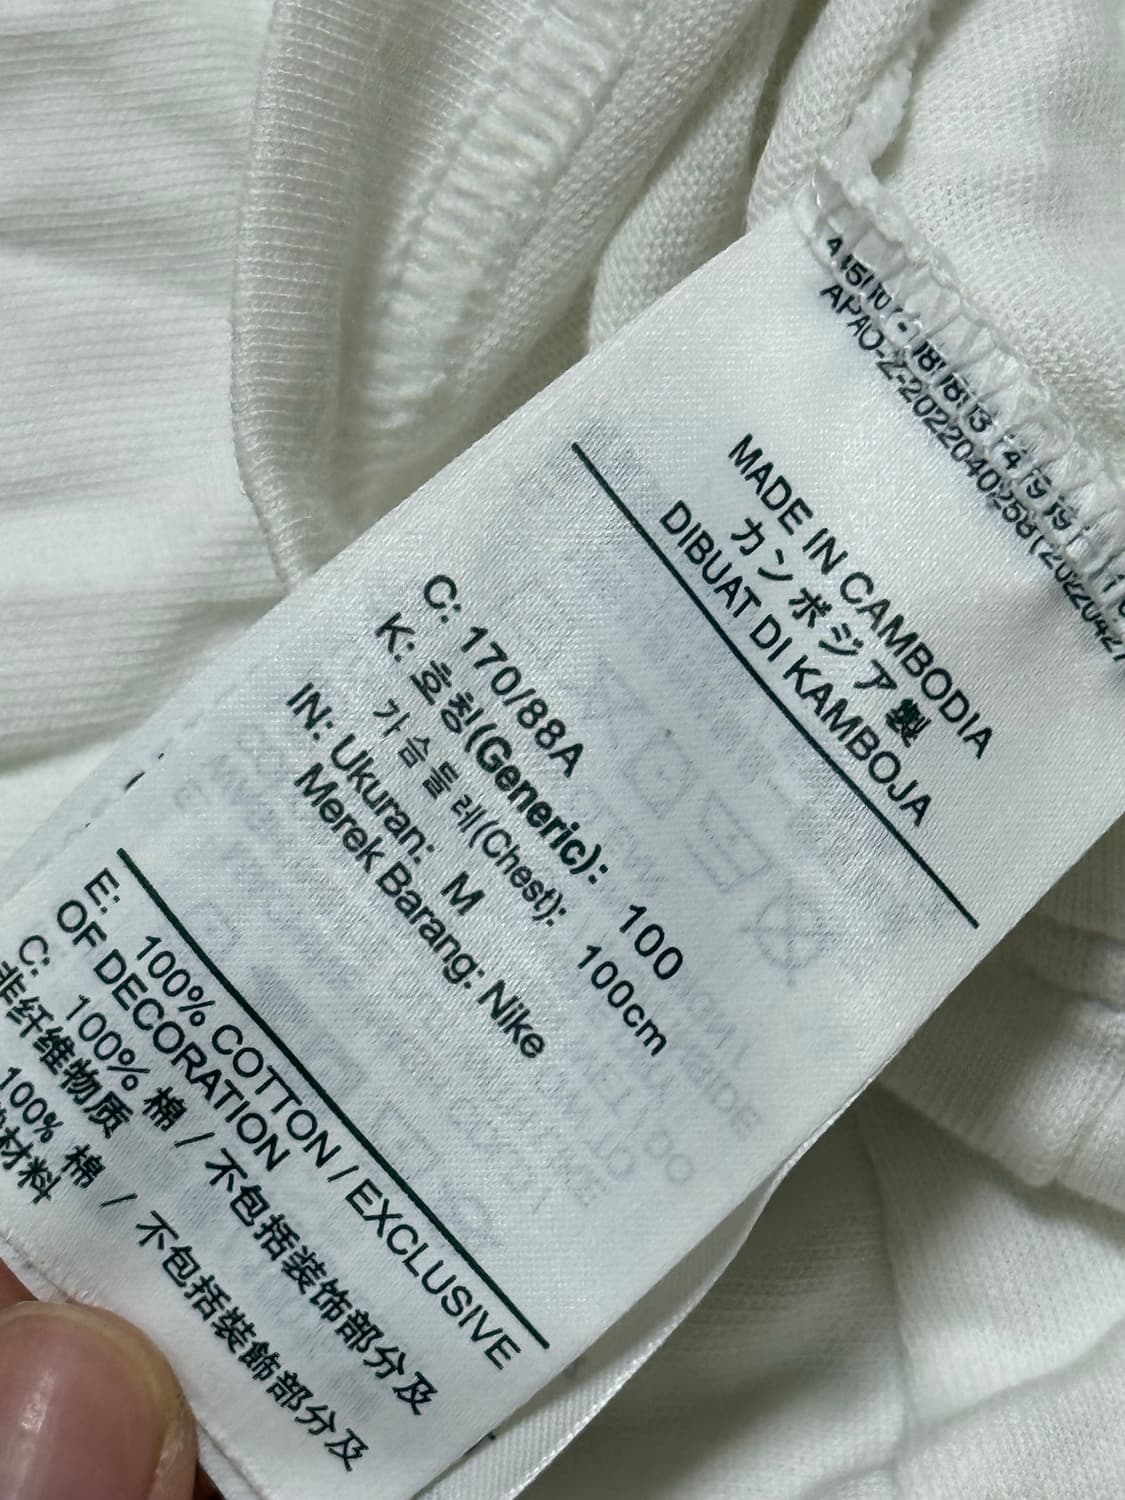 MADE IN CAMBODIA
カンボジア製
DIBUAT DI KAMBOJA
C: 170/88A
K: 호칭(Generic): 100
가슴둘레(Chest): 100cm
IN: Ukuran: M
Merek Barang: Nike
E: 100% COTTON / EXCLUSIVE
OF DECORATION
C: 100% 棉 / 不包括装饰部分及
非纤维物质
100% 棉 / 不包括裝飾部分及
材料